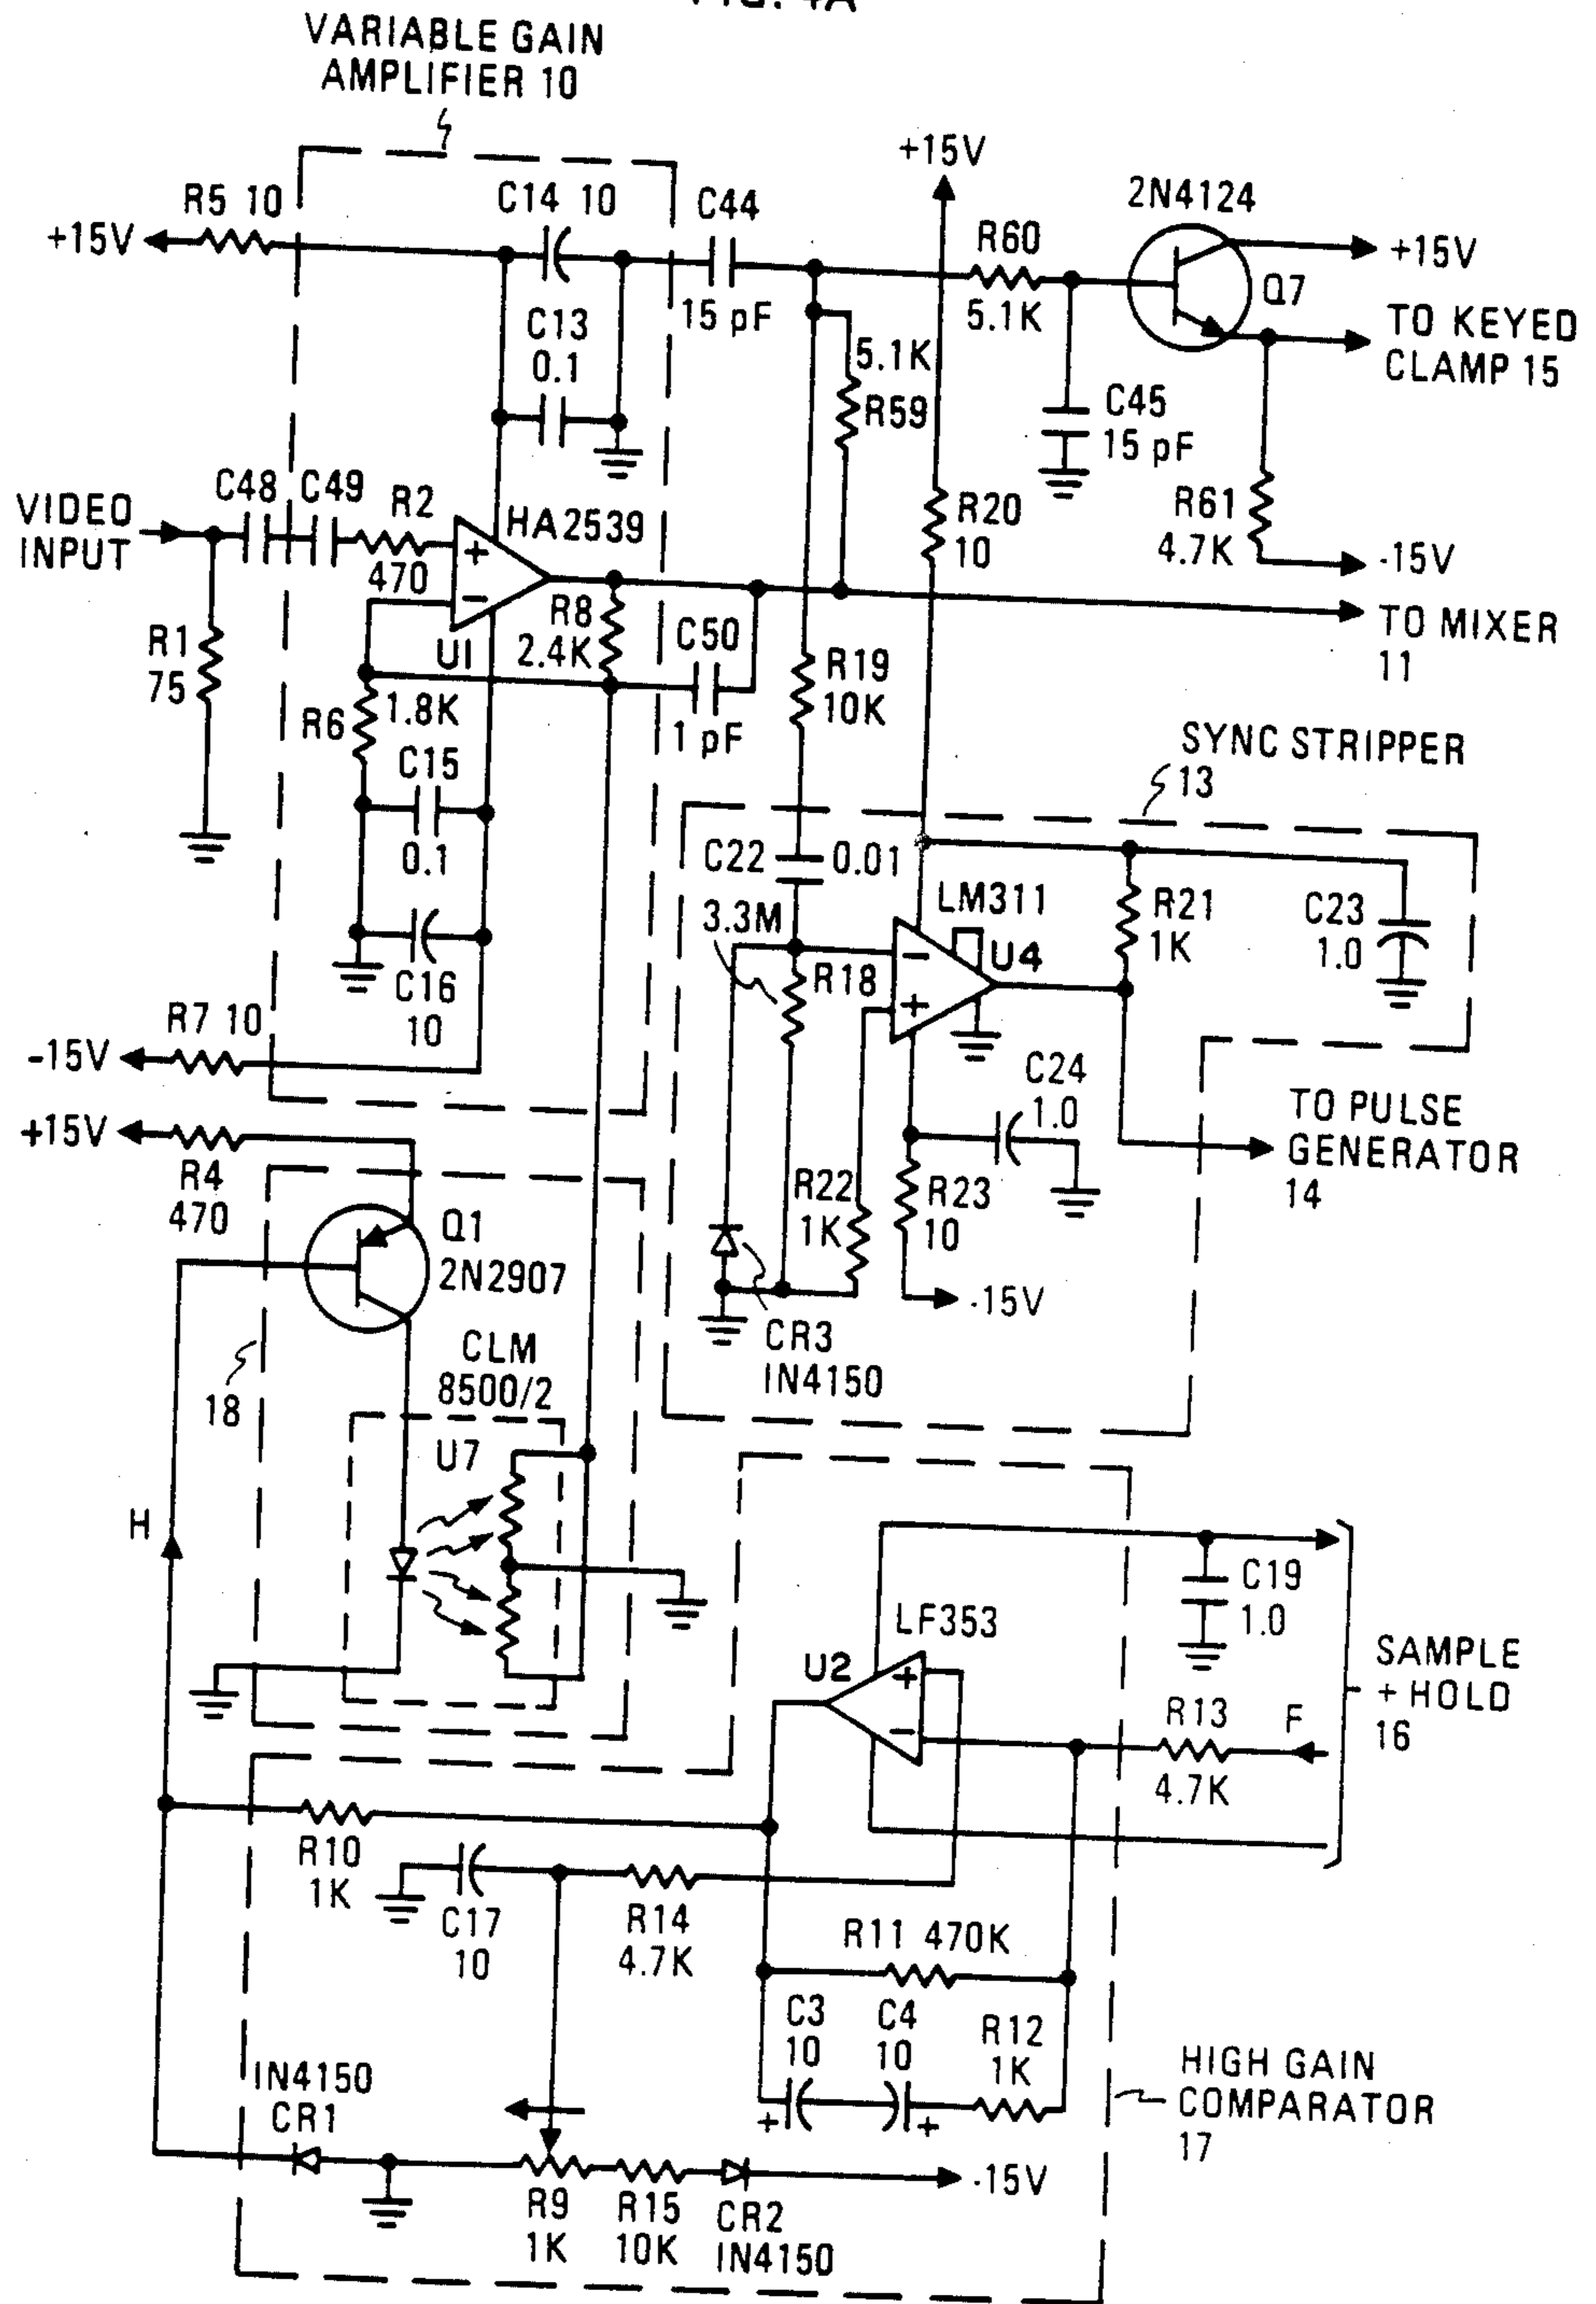 FIG. 4A
VARIABLE GAIN
AMPLIFIER 10
+15V
R5 10
C14 10
C44
15 pF
C13
0.1
+15V
R60
5.1K
2N4124
+15V
Q7
TO KEYED
CLAMP 15
5.1K
R59
C45
15 pF
R61
4.7K
-15V
VIDEO
INPUT
C48
C49
R2
470
HA2539
+
-
U1
R8
2.4K
C50
1 pF
R20
10
TO MIXER
11
R1
75
R6
1.8K
C15
0.1
C16
10
R7 10
-15V
R19
10K
SYNC STRIPPER
13
C22
0.01
3.3M
LM311
-
+
U4
R18
R21
1K
C23
1.0
C24
1.0
TO PULSE
GENERATOR
14
R22
1K
R23
10
-15V
CR3
IN4150
+15V
R4
470
Q1
2N2907
18
CLM
8500/2
U7
H
LF353
U2
+
-
C19
1.0
SAMPLE
+ HOLD
16
R13
4.7K
F
R10
1K
C17
10
R14
4.7K
R11 470K
C3
10
C4
10
R12
1K
+
+
HIGH GAIN
COMPARATOR
17
IN4150
CR1
R9
1K
R15
10K
CR2
IN4150
-15V